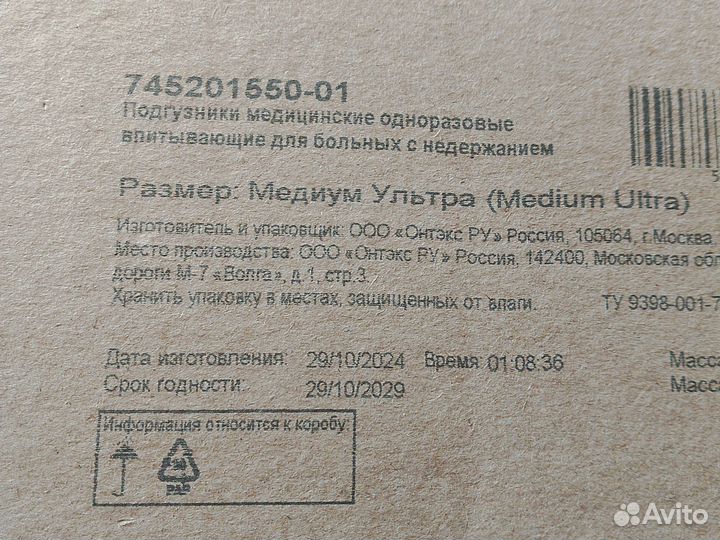 745201550-01
Подгузники медицинские одноразовые
впитывающие для больных с недержанием
5
Размер: Медиум Ультра (Medium Ultra)
Изготовитель и упаковщик: ООО «Онтэкс РУ» Россия, 105064, г.Москва
Место производства: ООО «Онтэкс РУ» Россия, 142400, Московская обл
дороги М-7 «Волга», д.1, стр.3.
Хранить упаковку в местах, защищенных от влаги. ТУ 9398-001-7
Дата изготовления: 29/10/2024 Время: 01:08:36 Масса
Срок годности: 29/10/2029 Масса
Информация относится к коробу:
20
PAP
Avito